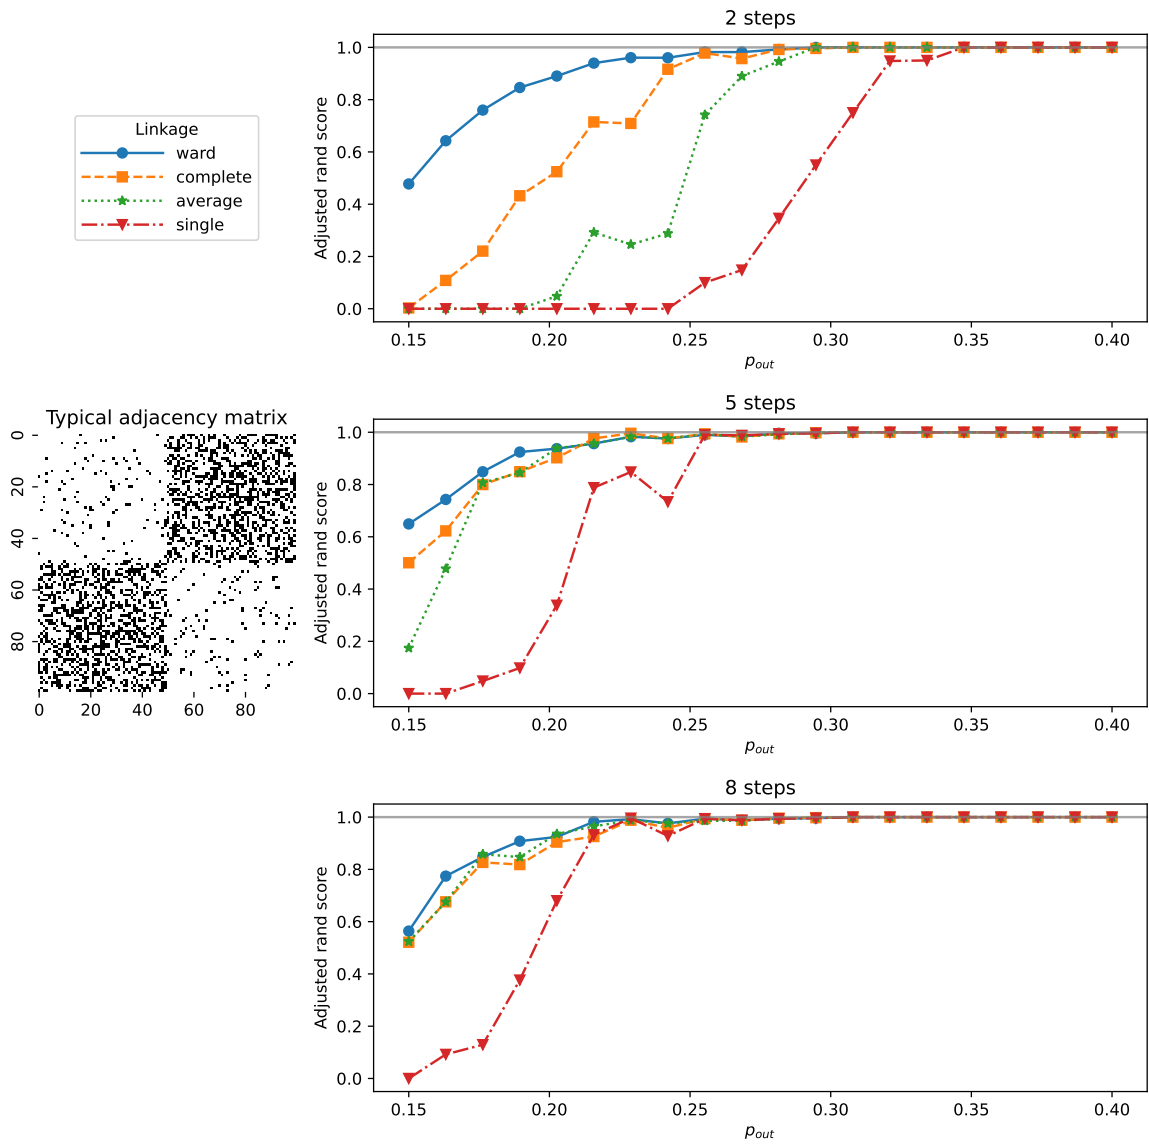 2 steps
1.0
0.8
0.6
0.4
0.2
0.0
Adjusted rand score
0.15 0.20 0.25 0.30 0.35 0.40
p_out
Linkage
ward
complete
average
single
Typical adjacency matrix
0
20
40
60
80
0 20 40 60 80
5 steps
1.0
0.8
0.6
0.4
0.2
0.0
Adjusted rand score
0.15 0.20 0.25 0.30 0.35 0.40
p_out
8 steps
1.0
0.8
0.6
0.4
0.2
0.0
Adjusted rand score
0.15 0.20 0.25 0.30 0.35 0.40
p_out